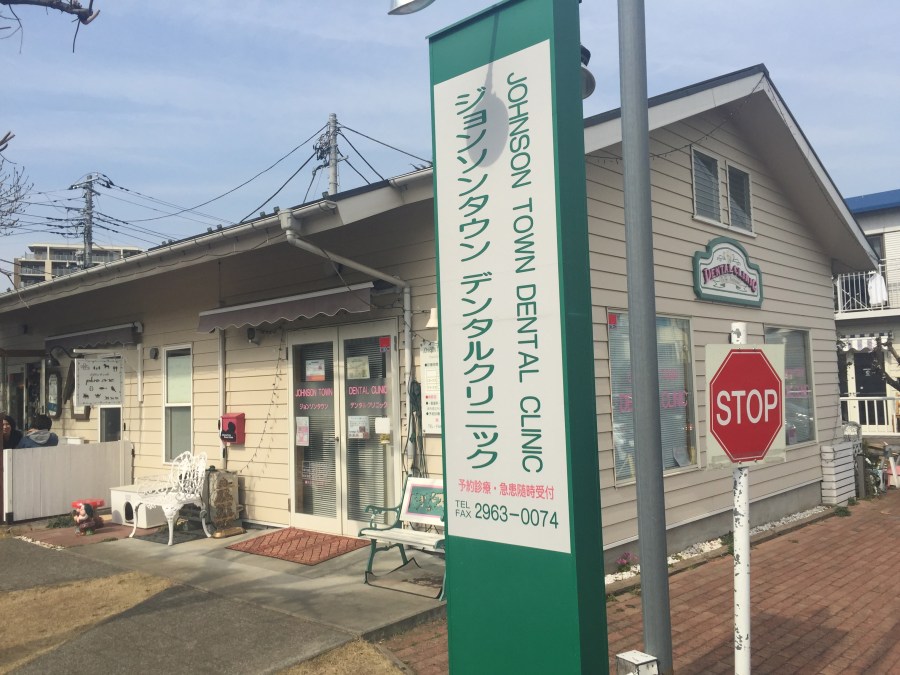 JOHNSON TOWN DENTAL CLINIC
ジョンソンタウン デンタルクリニック
予約診療・急患随時受付
TEL
FAX 2963-0074
STOP
DENTAL CLINIC
JOHNSON TOWN
ジョンソンタウン
DENTAL CLINIC
デンタルクリニック